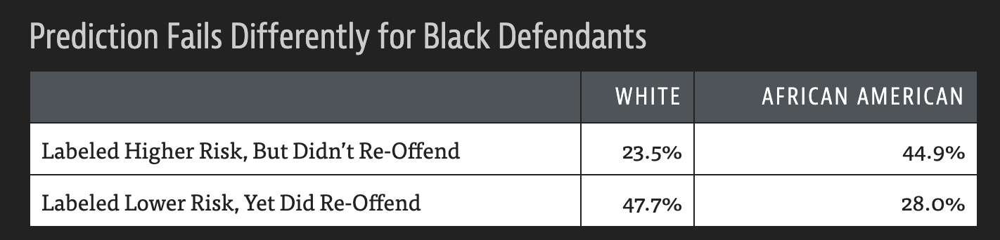 Prediction Fails Differently for Black Defendants
WHITE AFRICAN AMERICAN
Labeled Higher Risk, But Didn’t Re-Offend 23.5% 44.9%
Labeled Lower Risk, Yet Did Re-Offend 47.7% 28.0%